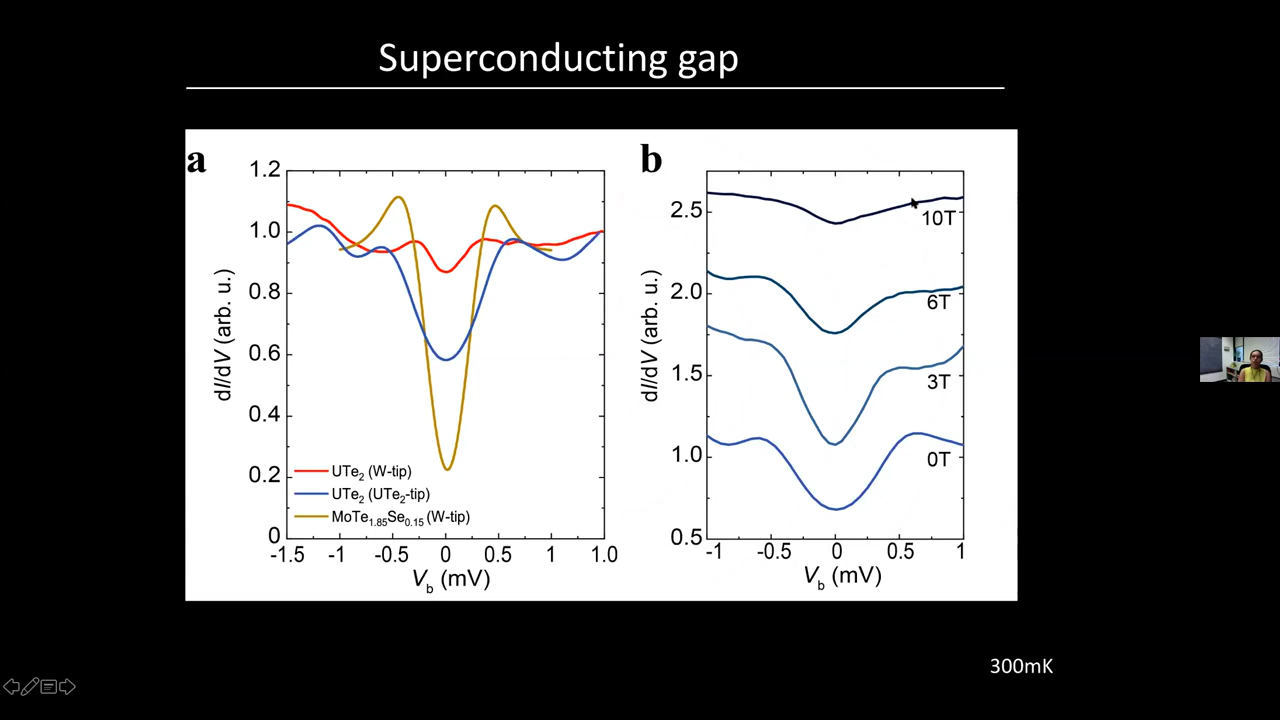 Superconducting gap
a
1.2
1.0
0.8
0.6
0.4
0.2
0
dI/dV (arb. u.)
UTe2 (W-tip)
UTe2 (UTe2-tip)
MoTe1.85Se0.15 (W-tip)
-1.5 -1 -0.5 0 0.5 1 1.0
Vb (mV)
b
2.5
2.0
1.5
1.0
0.5
dI/dV (arb. u.)
10T
6T
3T
0T
-1 -0.5 0 0.5 1
Vb (mV)
300mK